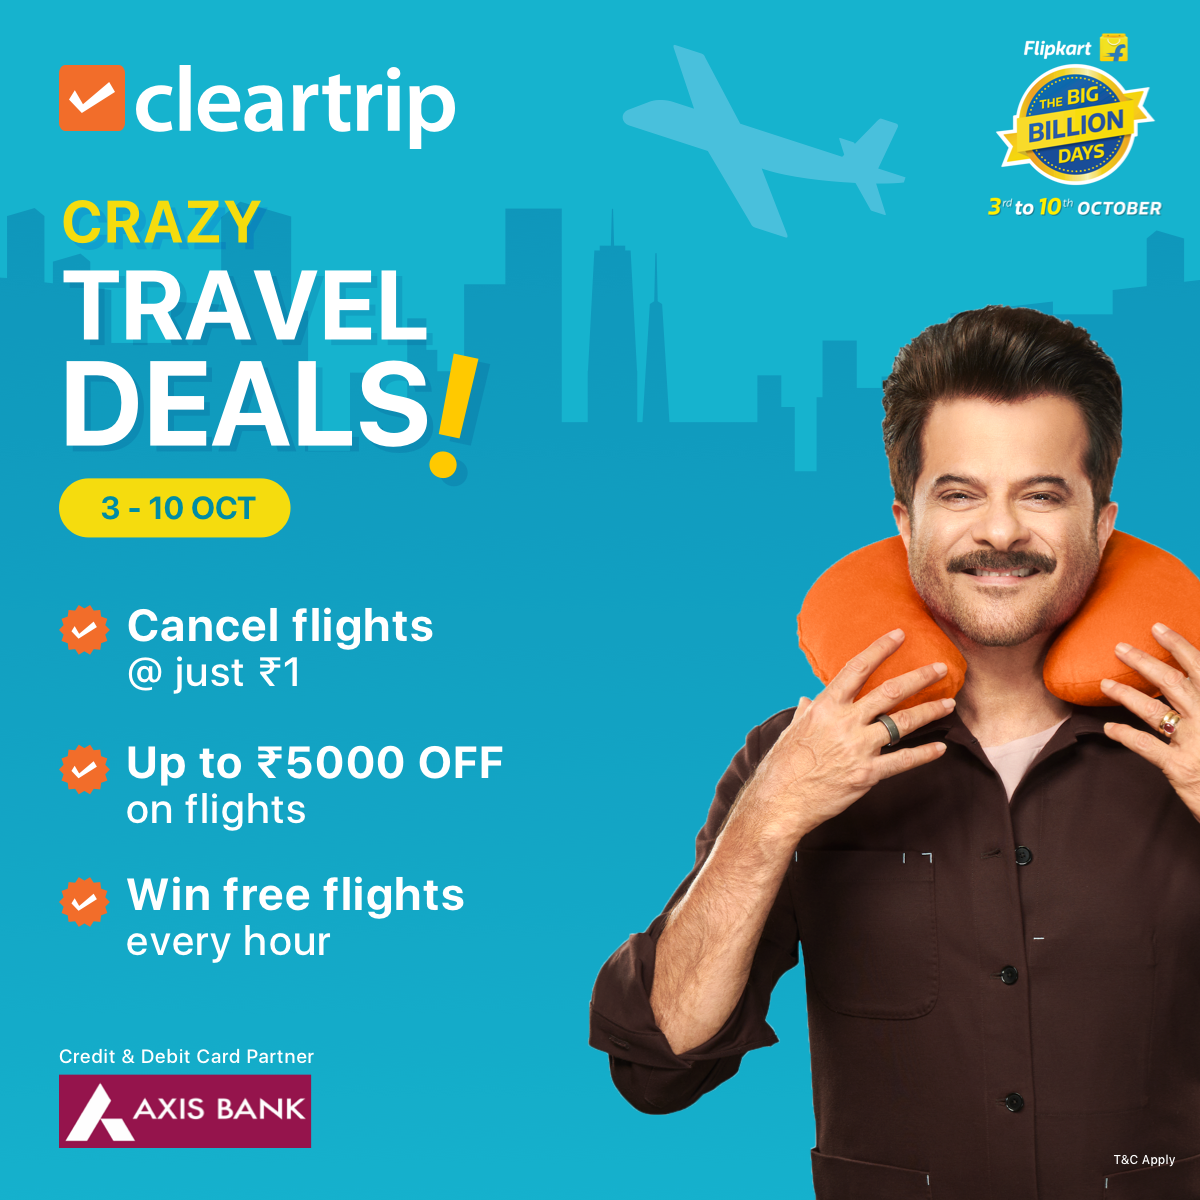 cleartrip
Flipkart
THE BIG
BILLION
DAYS
3rd to 10th OCTOBER
CRAZY
TRAVEL
DEALS!
3 - 10 OCT
Cancel flights
@ just ₹1
Up to ₹5000 OFF
on flights
Win free flights
every hour
Credit & Debit Card Partner
AXIS BANK
T&C Apply